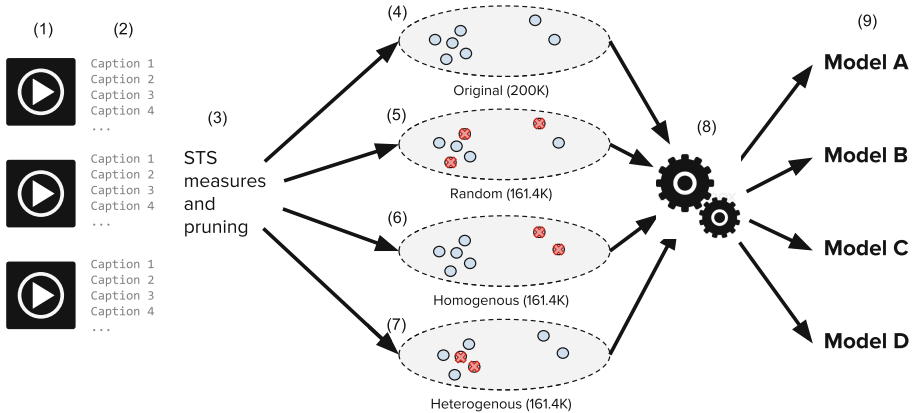 (1)
(2)
Caption 1
Caption 2
Caption 3
Caption 4
...
Caption 1
Caption 2
Caption 3
Caption 4
...
Caption 1
Caption 2
Caption 3
Caption 4
...
(3)
STS
measures
and
pruning
(4)
Original (200K)
(5)
Random (161.4K)
(6)
Homogenous (161.4K)
(7)
Heterogenous (161.4K)
(8)
(9)
Model A
Model B
Model C
Model D